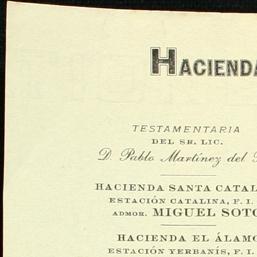 HACIENDA
TESTAMENTARIA
DEL SR. LIC.
D. Pablo Martínez del
HACIENDA SANTA CATAL
ESTACIÓN CATALINA, F. I.
ADMOR. MIGUEL SOTO
HACIENDA EL ÁLAMO
ESTACIÓN YERBANÍS, F. I.